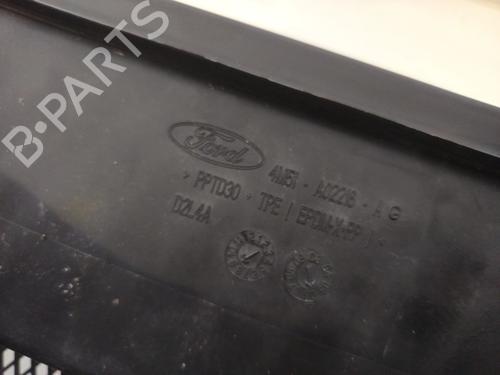 B-PARTS
Ford
4M51 - A02216 - A G
> PPTD30 + TPE ( EPDM-X+PP ) <
D2L4A